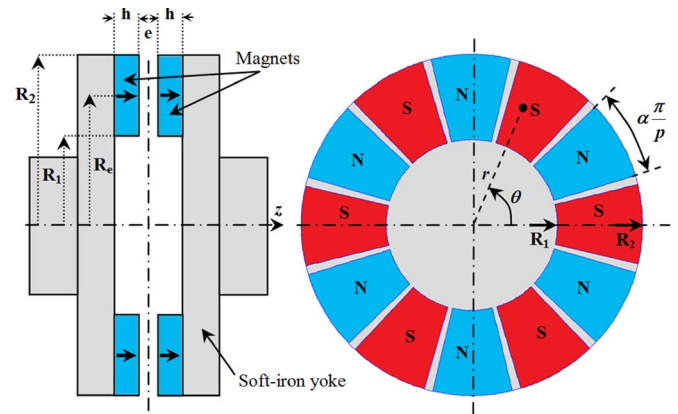 h h
e
Magnets
R₂
R₁
Rₑ
z
Soft-iron yoke
S N S
α π/p
N N
r
θ
S S
R₁ R₂
N N
S S
N